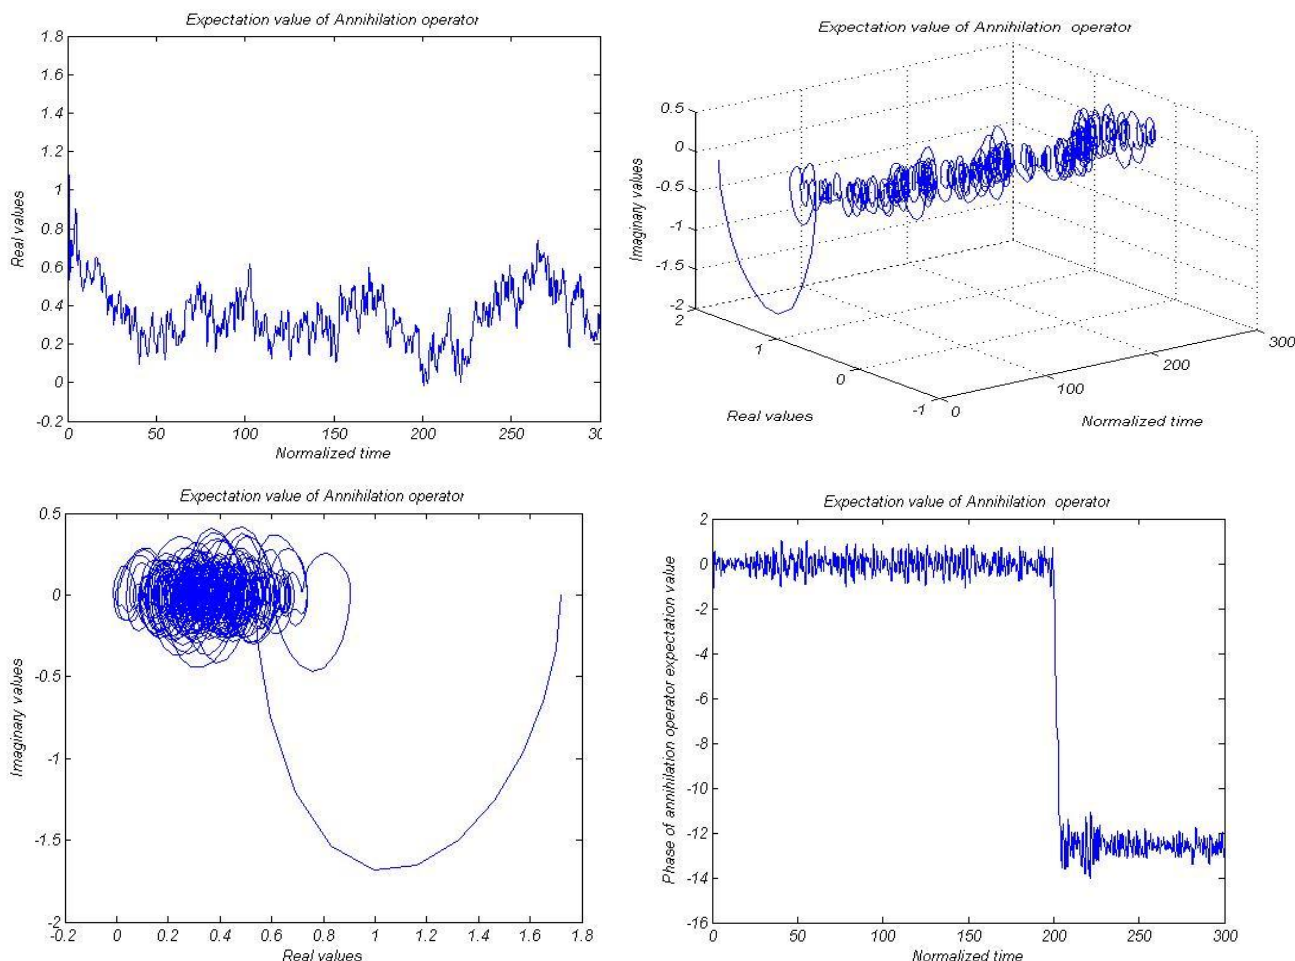 Expectation value of Annihilation operator
1.8
1.6
1.4
1.2
1
0.8
0.6
0.4
0.2
0
-0.2
Real values
0 50 100 150 200 250 30
Normalized time
Expectation value of Annihilation operator
0.5
0
-0.5
-1
-1.5
-2
Imaginary values
2 1 0 -1
Real values
0 100 200 300
Normalized time
Expectation value of Annihilation operator
0.5
0
-0.5
-1
-1.5
-2
Imaginary values
-0.2 0 0.2 0.4 0.6 0.8 1 1.2 1.4 1.6 1.8
Real values
Expectation value of Annihilation operator
2
0
-2
-4
-6
-8
-10
-12
-14
-16
Phase of annihilation operator expectation value
0 50 100 150 200 250 300
Normalized time